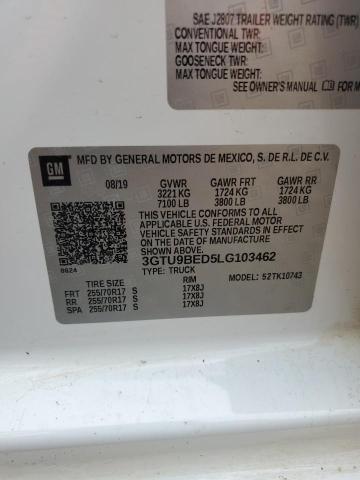 SAE J2807 TRAILER WEIGHT RATING (TWR)
CONVENTIONAL TWR:
MAX TONGUE WEIGHT:
GOOSENECK TWR:
MAX TONGUE WEIGHT:
SEE OWNER'S MANUAL FOR M
GM
MFD BY GENERAL MOTORS DE MEXICO, S. DE R.L. DE C.V.
08/19 GVWR GAWR FRT GAWR RR
3221 KG 1724 KG 1724 KG
7100 LB 3800 LB 3800 LB
THIS VEHICLE CONFORMS TO ALL
APPLICABLE U.S. FEDERAL MOTOR
VEHICLE SAFETY STANDARDS IN
EFFECT ON THE DATE OF MANUFACTURE
SHOWN ABOVE.
3GTU9BED5LG103462
0624
TYPE: TRUCK
TIRE SIZE RIM 52TK10743
FRT 255/70R17 S 17X8J
RR 255/70R17 S 17X8J
SPA 255/70R17 S 17X8J